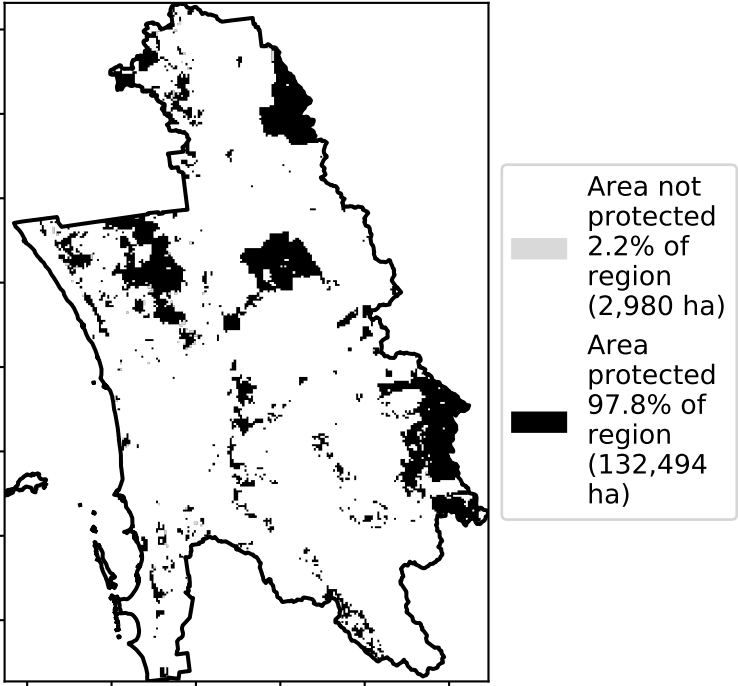 Area not
protected
2.2% of
region
(2,980 ha)
Area
protected
97.8% of
region
(132,494
ha)